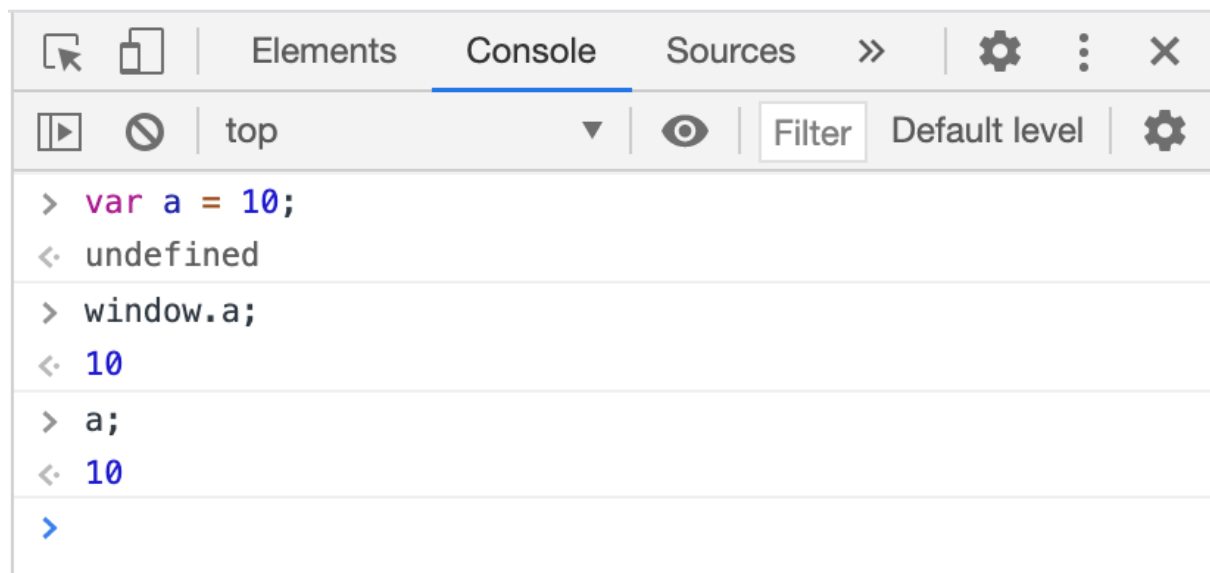 Elements Console Sources
top Filter Default level
> var a = 10;
undefined
> window.a;
10
> a;
10
>